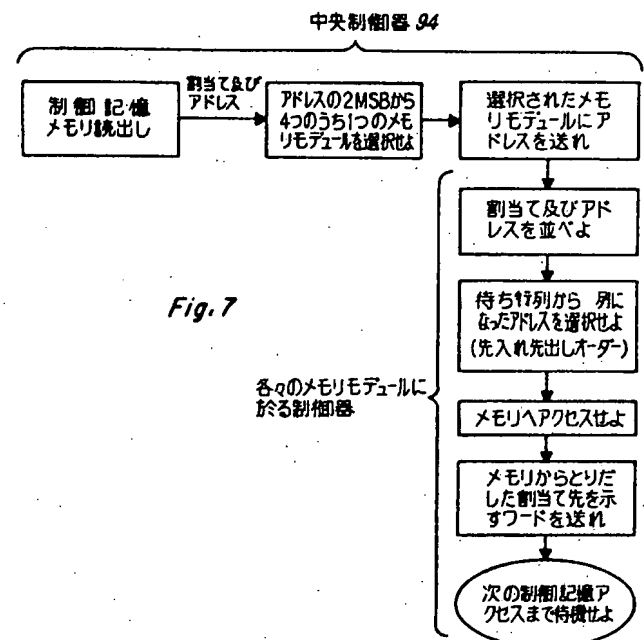 中央制御器 94
制御記憶
メモリ読出し
割当て及び
アドレス
アドレスの2MSBから
4つのうち1つのメモ
リモデュールを選択せよ
選択されたメモ
リモデュールにア
ドレスを送れ
割当て及びアド
レスを並べよ
Fig. 7
待ち行列から 列に
なったアドレスを選択せよ
(先入れ先出しオーダー)
各々のメモリモデュールに
於る制御器
メモリへアクセスせよ
メモリからとりだ
した割当て先を示
すワードを送れ
次の制御記憶ア
クセスまで待機せよ